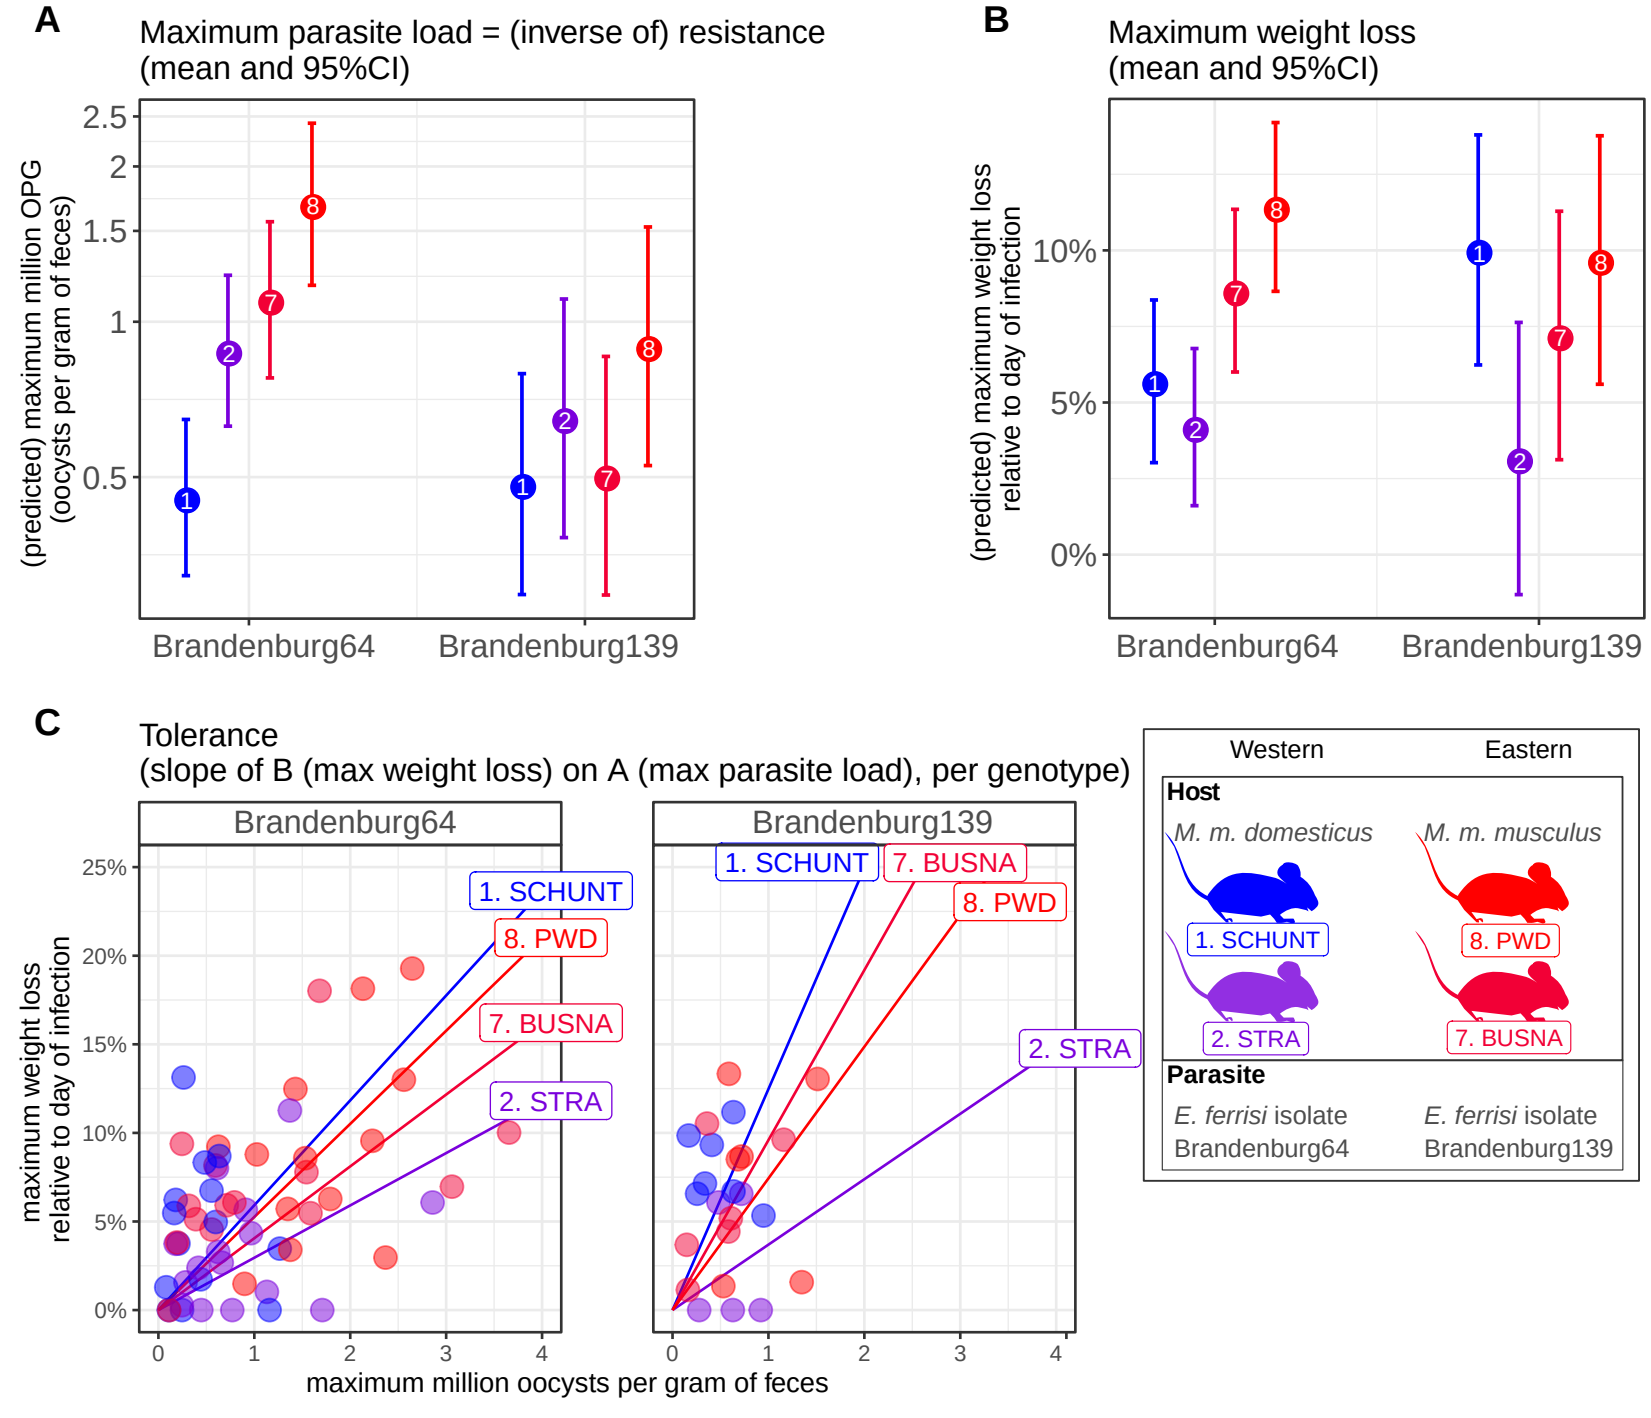 A
Maximum parasite load = (inverse of) resistance
(mean and 95%CI)
(predicted) maximum million OPG
(oocysts per gram of feces)
2.5
2
1.5
1
0.5
8
7
2
1
8
2
7
1
Brandenburg64
Brandenburg139
B
Maximum weight loss
(mean and 95%CI)
(predicted) maximum weight loss
relative to day of infection
10%
5%
0%
8
7
1
2
1
8
7
2
Brandenburg64
Brandenburg139
C
Tolerance
(slope of B (max weight loss) on A (max parasite load), per genotype)
maximum weight loss
relative to day of infection
Brandenburg64
25%
20%
15%
10%
5%
0%
1. SCHUNT
8. PWD
7. BUSNA
2. STRA
0 1 2 3 4
Brandenburg139
1. SCHUNT
7. BUSNA
8. PWD
2. STRA
0 1 2 3 4
maximum million oocysts per gram of feces
Western Eastern
Host
M. m. domesticus M. m. musculus
1. SCHUNT 8. PWD
2. STRA 7. BUSNA
Parasite
E. ferrisi isolate E. ferrisi isolate
Brandenburg64 Brandenburg139